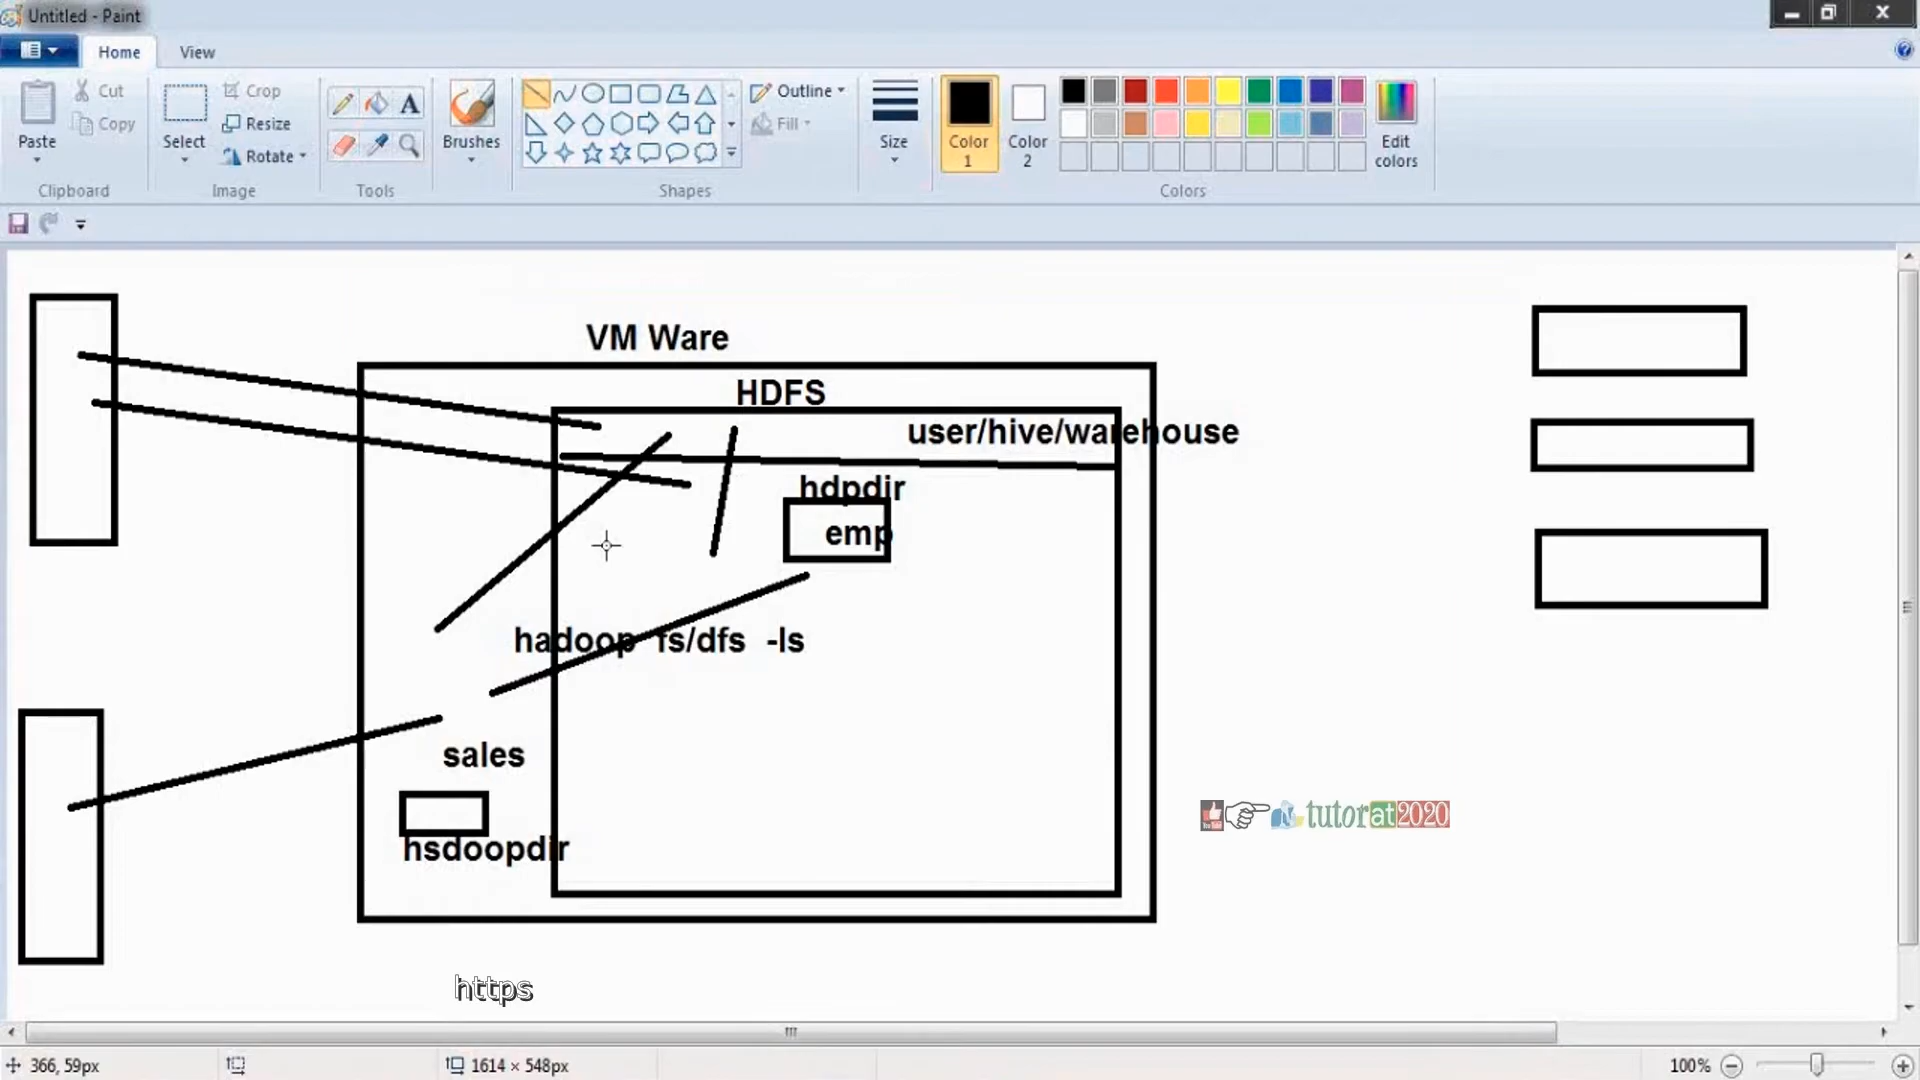 Untitled - Paint
Home View
Paste
Cut
Copy
Clipboard
Select
Crop
Resize
Rotate
Image
A
Tools
Brushes
Shapes
Outline
Fill
Size
Color 1
Color 2
Colors
Edit colors
VM Ware
HDFS
user/hive/warehouse
hdpdir
emp
hadoop fs/dfs -ls
sales
hsdoopdir
tutorat2020
https
366, 59px
1614 × 548px
100%